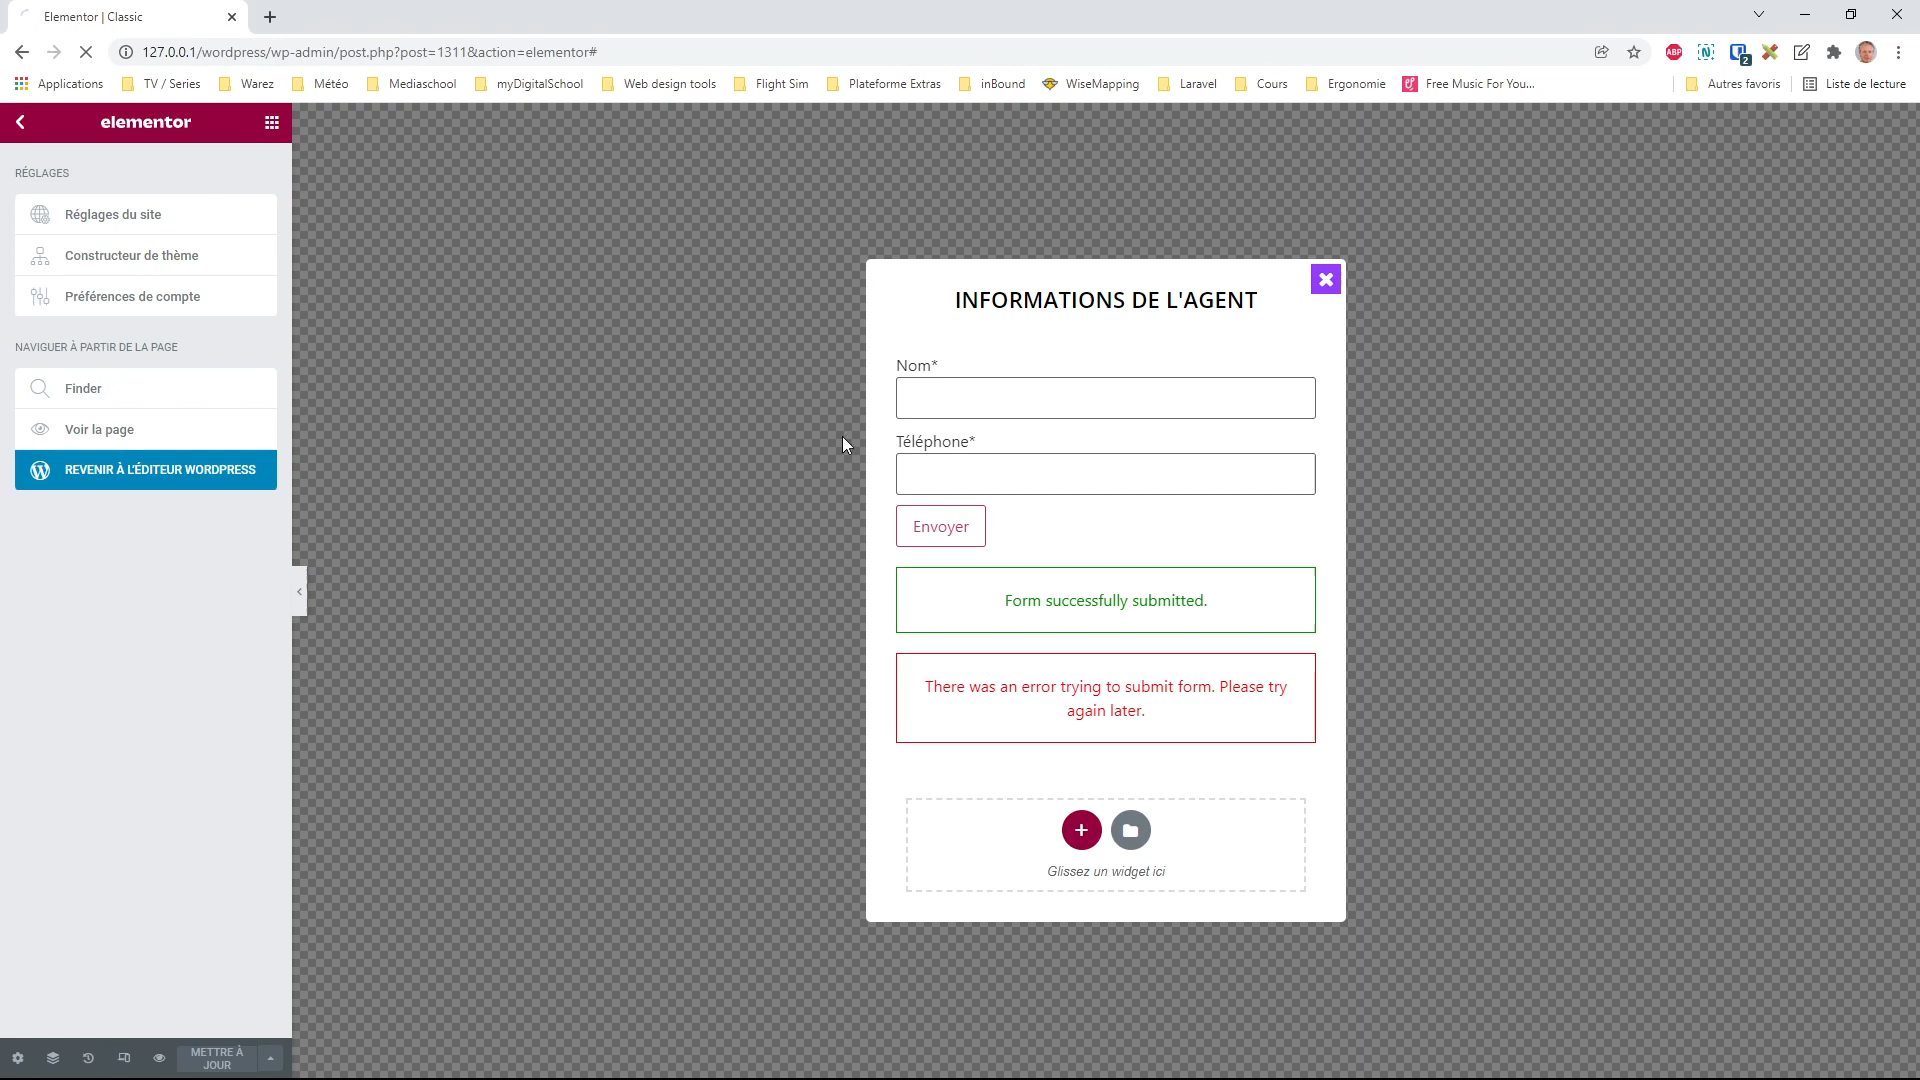 Elementor | Classic
127.0.0.1/wordpress/wp-admin/post.php?post=1311&action=elementor#
ABP
N
2
Applications
TV / Series
Warez
Météo
Mediaschool
myDigitalSchool
Web design tools
Flight Sim
Plateforme Extras
inBound
WiseMapping
Laravel
Cours
Ergonomie
Free Music For You...
Autres favoris
Liste de lecture
elementor
RÉGLAGES
Réglages du site
Constructeur de thème
Préférences de compte
NAVIGUER À PARTIR DE LA PAGE
Finder
Voir la page
REVENIR À L'ÉDITEUR WORDPRESS
METTRE À
JOUR
INFORMATIONS DE L'AGENT
Nom*
Téléphone*
Envoyer
Form successfully submitted.
There was an error trying to submit form. Please try
again later.
Glissez un widget ici